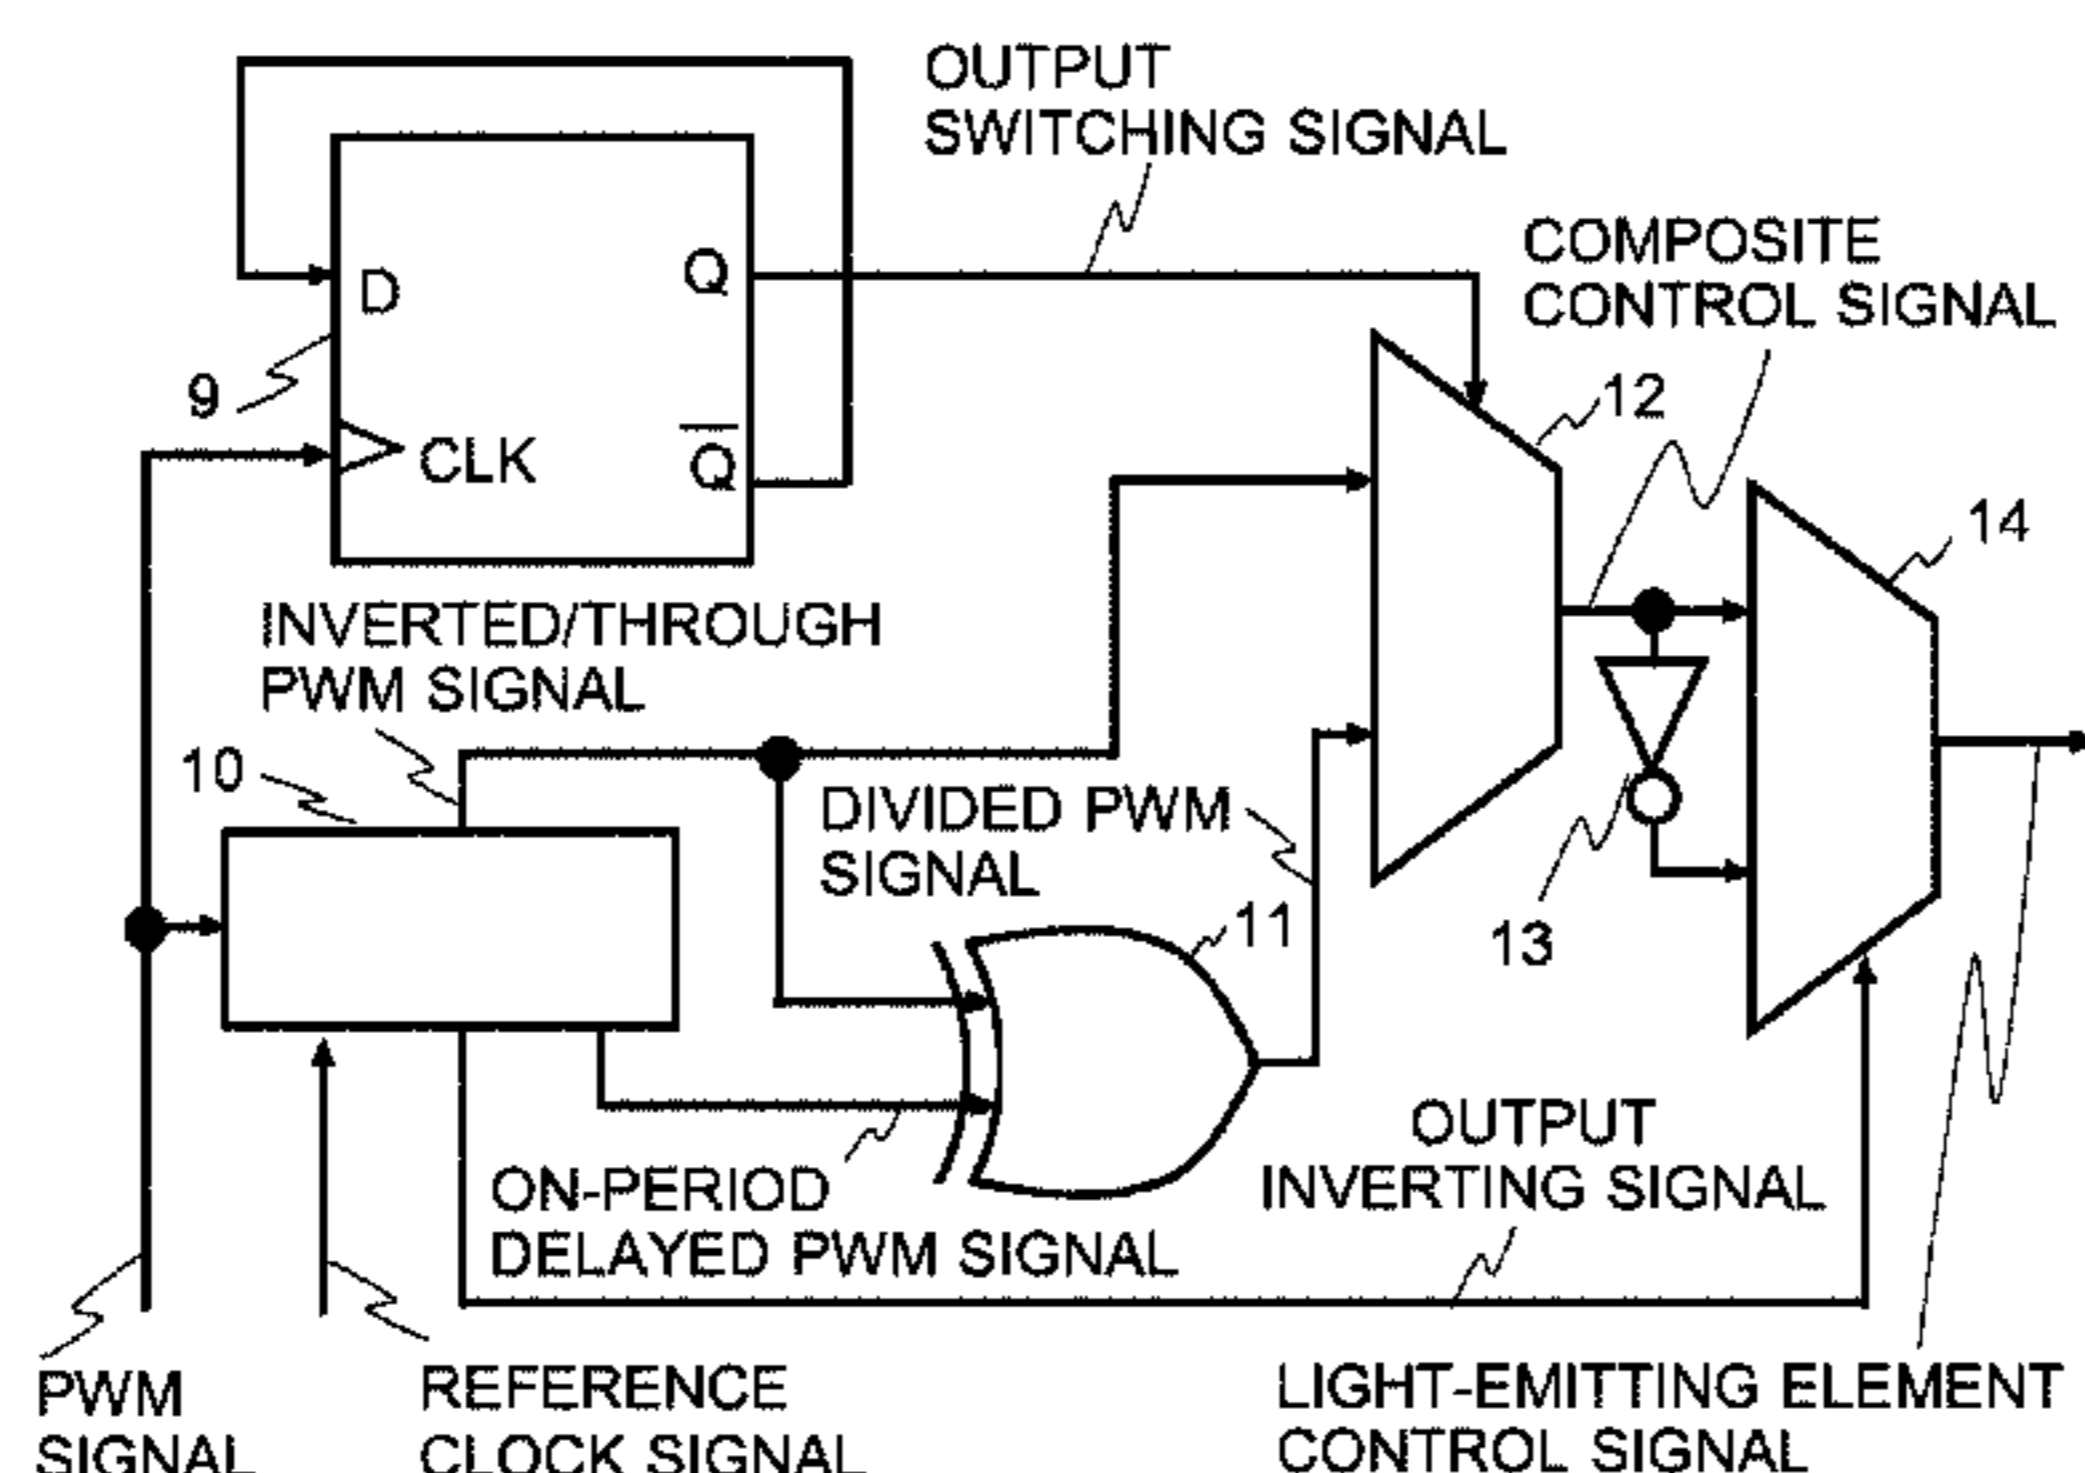 OUTPUT
SWITCHING SIGNAL
COMPOSITE
CONTROL SIGNAL
D
Q
9
12
CLK
Q̅
14
INVERTED/THROUGH
PWM SIGNAL
10
DIVIDED PWM
SIGNAL
11
13
ON-PERIOD
DELAYED PWM SIGNAL
OUTPUT
INVERTING SIGNAL
PWM
SIGNAL
REFERENCE
CLOCK SIGNAL
LIGHT-EMITTING ELEMENT
CONTROL SIGNAL